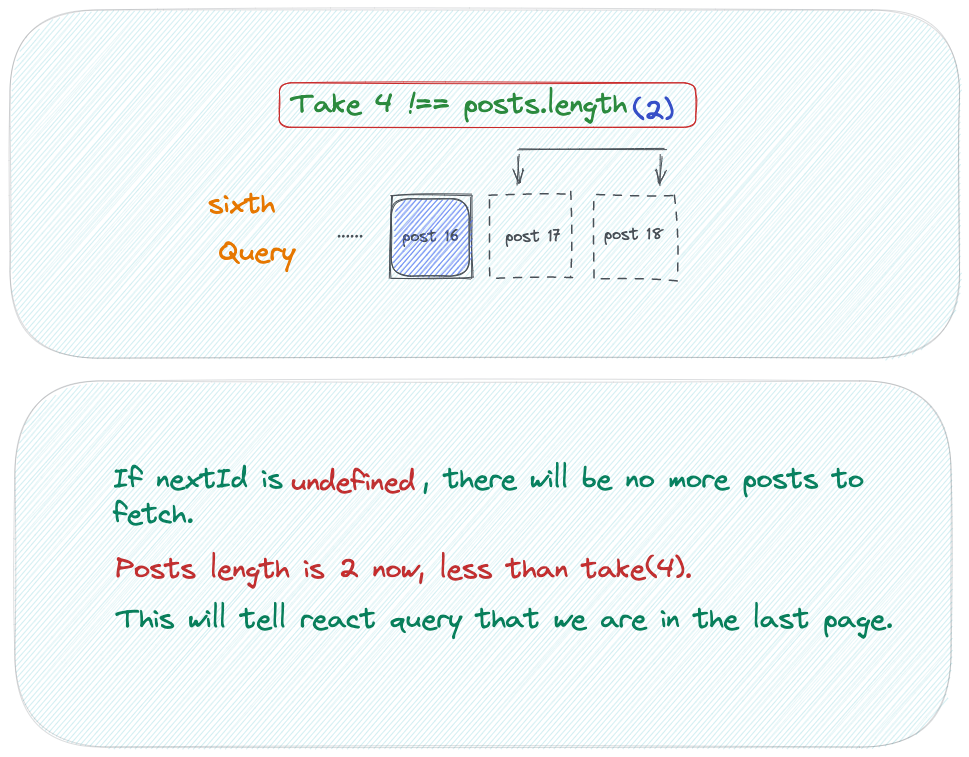 Take 4 !== posts.length (2)
sixth
Query
...... post 16 post 17 post 18
If nextId is undefined, there will be no more posts to
fetch.
Posts length is 2 now, less than take(4).
This will tell react query that we are in the last page.